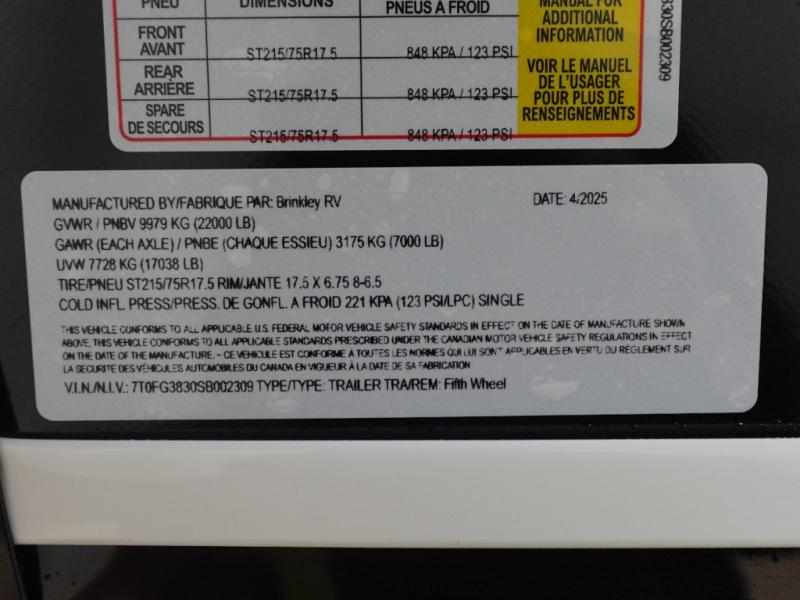 PNEU DIMENSIONS PNEUS A FROID
FRONT
AVANT ST215/75R17.5 848 KPA / 123 PSI
REAR
ARRIÈRE ST215/75R17.5 848 KPA / 123 PSI
SPARE
DE SECOURS ST215/75R17.5 848 KPA / 123 PSI
MANUAL FOR
ADDITIONAL
INFORMATION
VOIR LE MANUEL
DE L'USAGER
POUR PLUS DE
RENSEIGNEMENTS
830SB002309
MANUFACTURED BY/FABRIQUE PAR: Brinkley RV DATE: 4/2025
GVWR / PNBV 9979 KG (22000 LB)
GAWR (EACH AXLE) / PNBE (CHAQUE ESSIEU) 3175 KG (7000 LB)
UVW 7728 KG (17038 LB)
TIRE/PNEU ST215/75R17.5 RIM/JANTE 17.5 X 6.75 8-6.5
COLD INFL. PRESS/PRESS. DE GONFL. A FROID 221 KPA (123 PSI/LPC) SINGLE
THIS VEHICLE CONFORMS TO ALL APPLICABLE U.S. FEDERAL MOTOR VEHICLE SAFETY STANDARDS IN EFFECT ON THE DATE OF MANUFACTURE SHOWN
ABOVE. THIS VEHICLE CONFORMS TO ALL APPLICABLE STANDARDS PRESCRIBED UNDER THE CANADIAN MOTOR VEHICLE SAFETY REGULATIONS IN EFFECT
ON THE DATE OF THE MANUFACTURE. - CE VEHICULE EST CONFORME A TOUTES LES NORMES QUI LUI SONT APPLICABLES EN VERTU DU REGLEMENT SUR
LA SECURITE DES VÉHICULES AUTOMOBILES DU CANADA EN VIGUEUR À LA DATE DE SA FABRICATION
V.I.N./N.I.V.: 7T0FG3830SB002309 TYPE/TYPE: TRAILER TRA/REM: Fifth Wheel